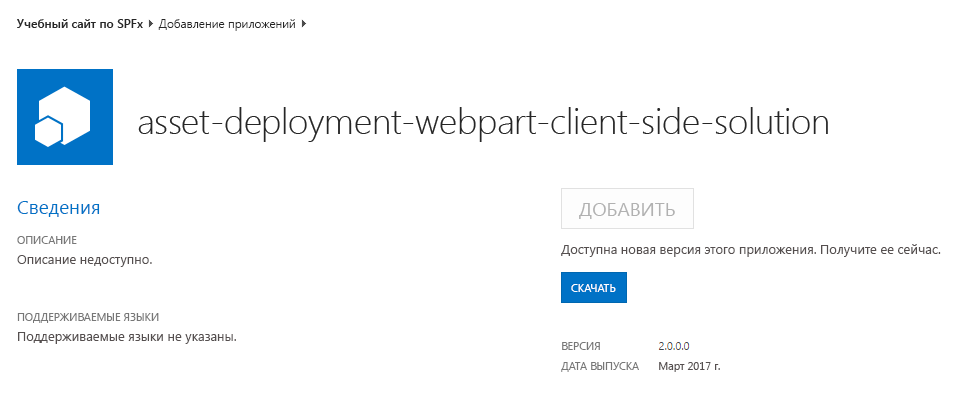 Учебный сайт по SPFx ▸ Добавление приложений ▸
asset-deployment-webpart-client-side-solution
Сведения
ОПИСАНИЕ
Описание недоступно.
ПОДДЕРЖИВАЕМЫЕ ЯЗЫКИ
Поддерживаемые языки не указаны.
ДОБАВИТЬ
Доступна новая версия этого приложения. Получите ее сейчас.
СКАЧАТЬ
ВЕРСИЯ 2.0.0.0
ДАТА ВЫПУСКА Март 2017 г.